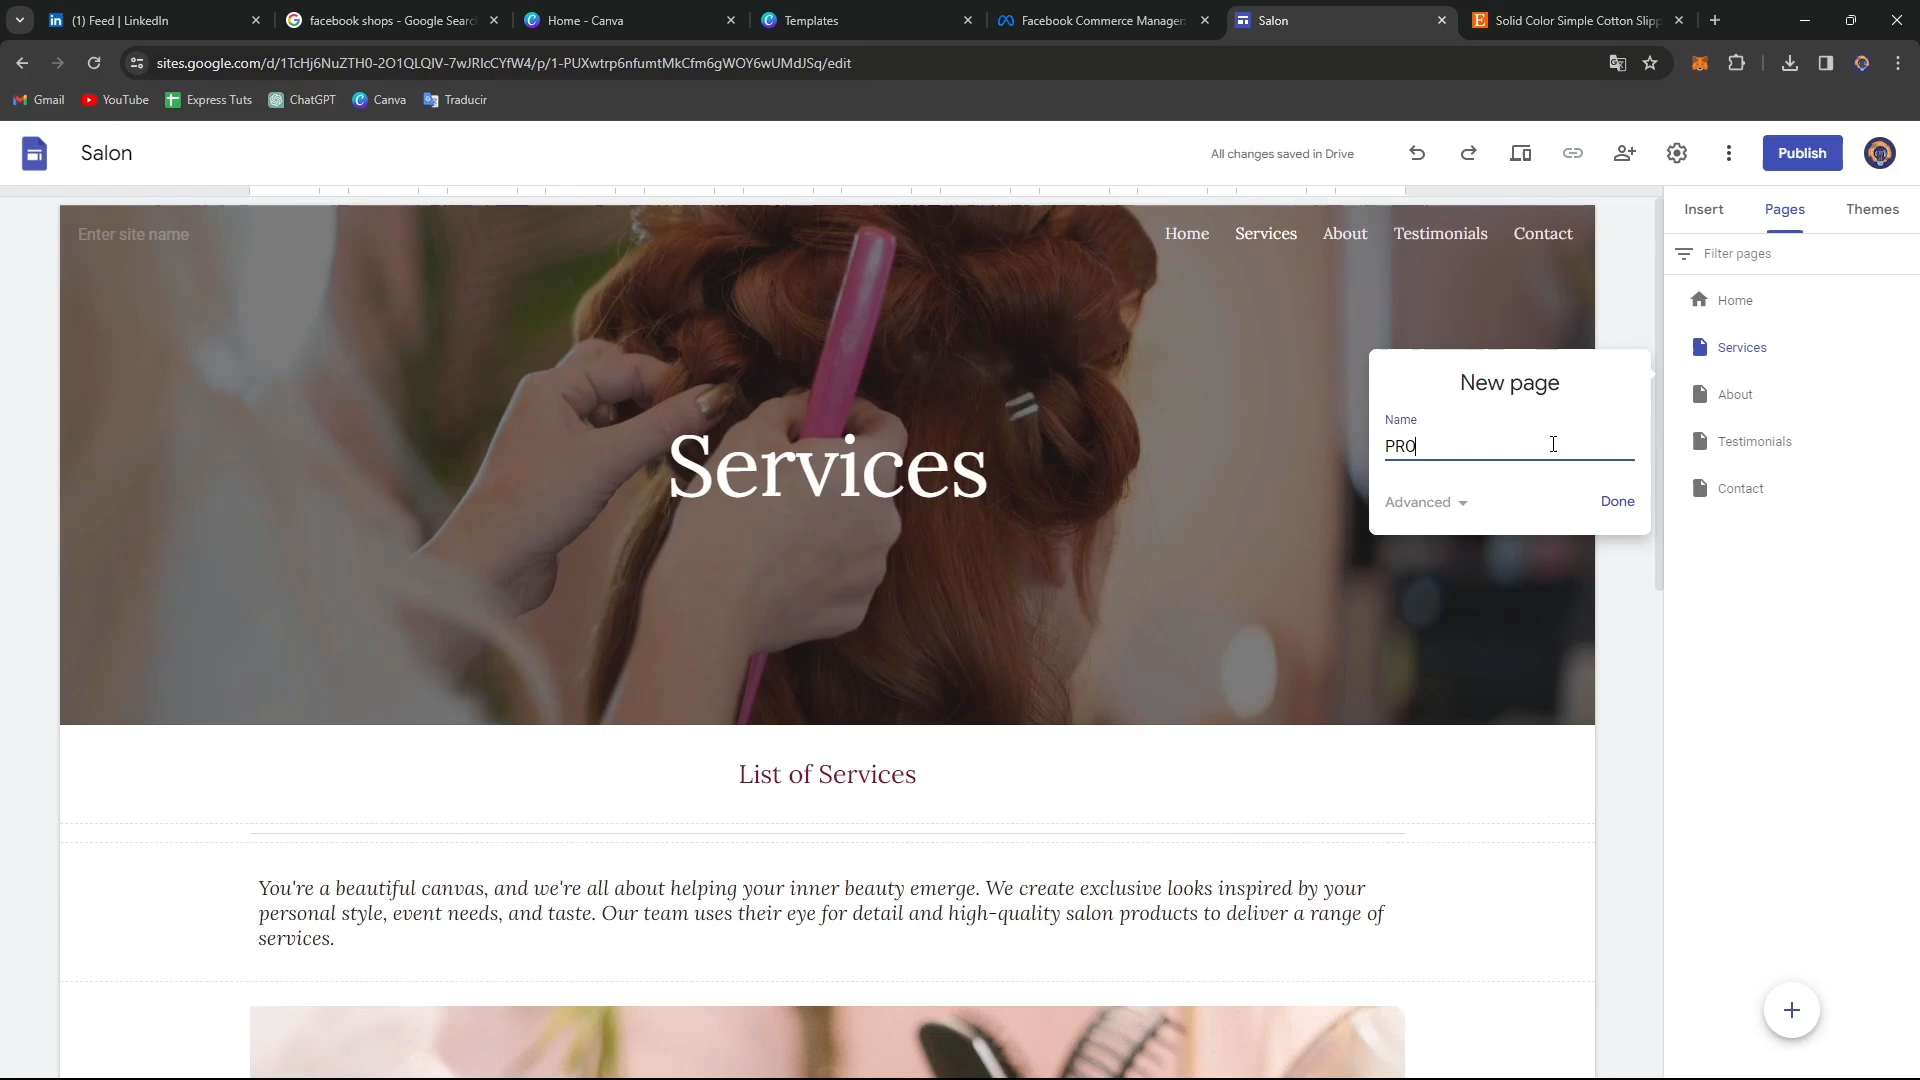 (1) Feed | LinkedIn
facebook shops - Google Searc
Home - Canva
Templates
Facebook Commerce Manager
Salon
Solid Color Simple Cotton Slipp
sites.google.com/d/1TcHj6NuZTH0-2O1QLQIV-7wJRIcCYfW4/p/1-PUXwtrp6nfumtMkCfm6gWOY6wUMdJSq/edit
Gmail
YouTube
Express Tuts
ChatGPT
Canva
Traducir
Salon
All changes saved in Drive
Publish
Insert
Pages
Themes
Enter site name
Home
Services
About
Testimonials
Contact
Filter pages
Home
Services
About
Testimonials
Contact
New page
Name
PRO
Advanced
Done
Services
List of Services
You're a beautiful canvas, and we're all about helping your inner beauty emerge. We create exclusive looks inspired by your
personal style, event needs, and taste. Our team uses their eye for detail and high-quality salon products to deliver a range of
services.